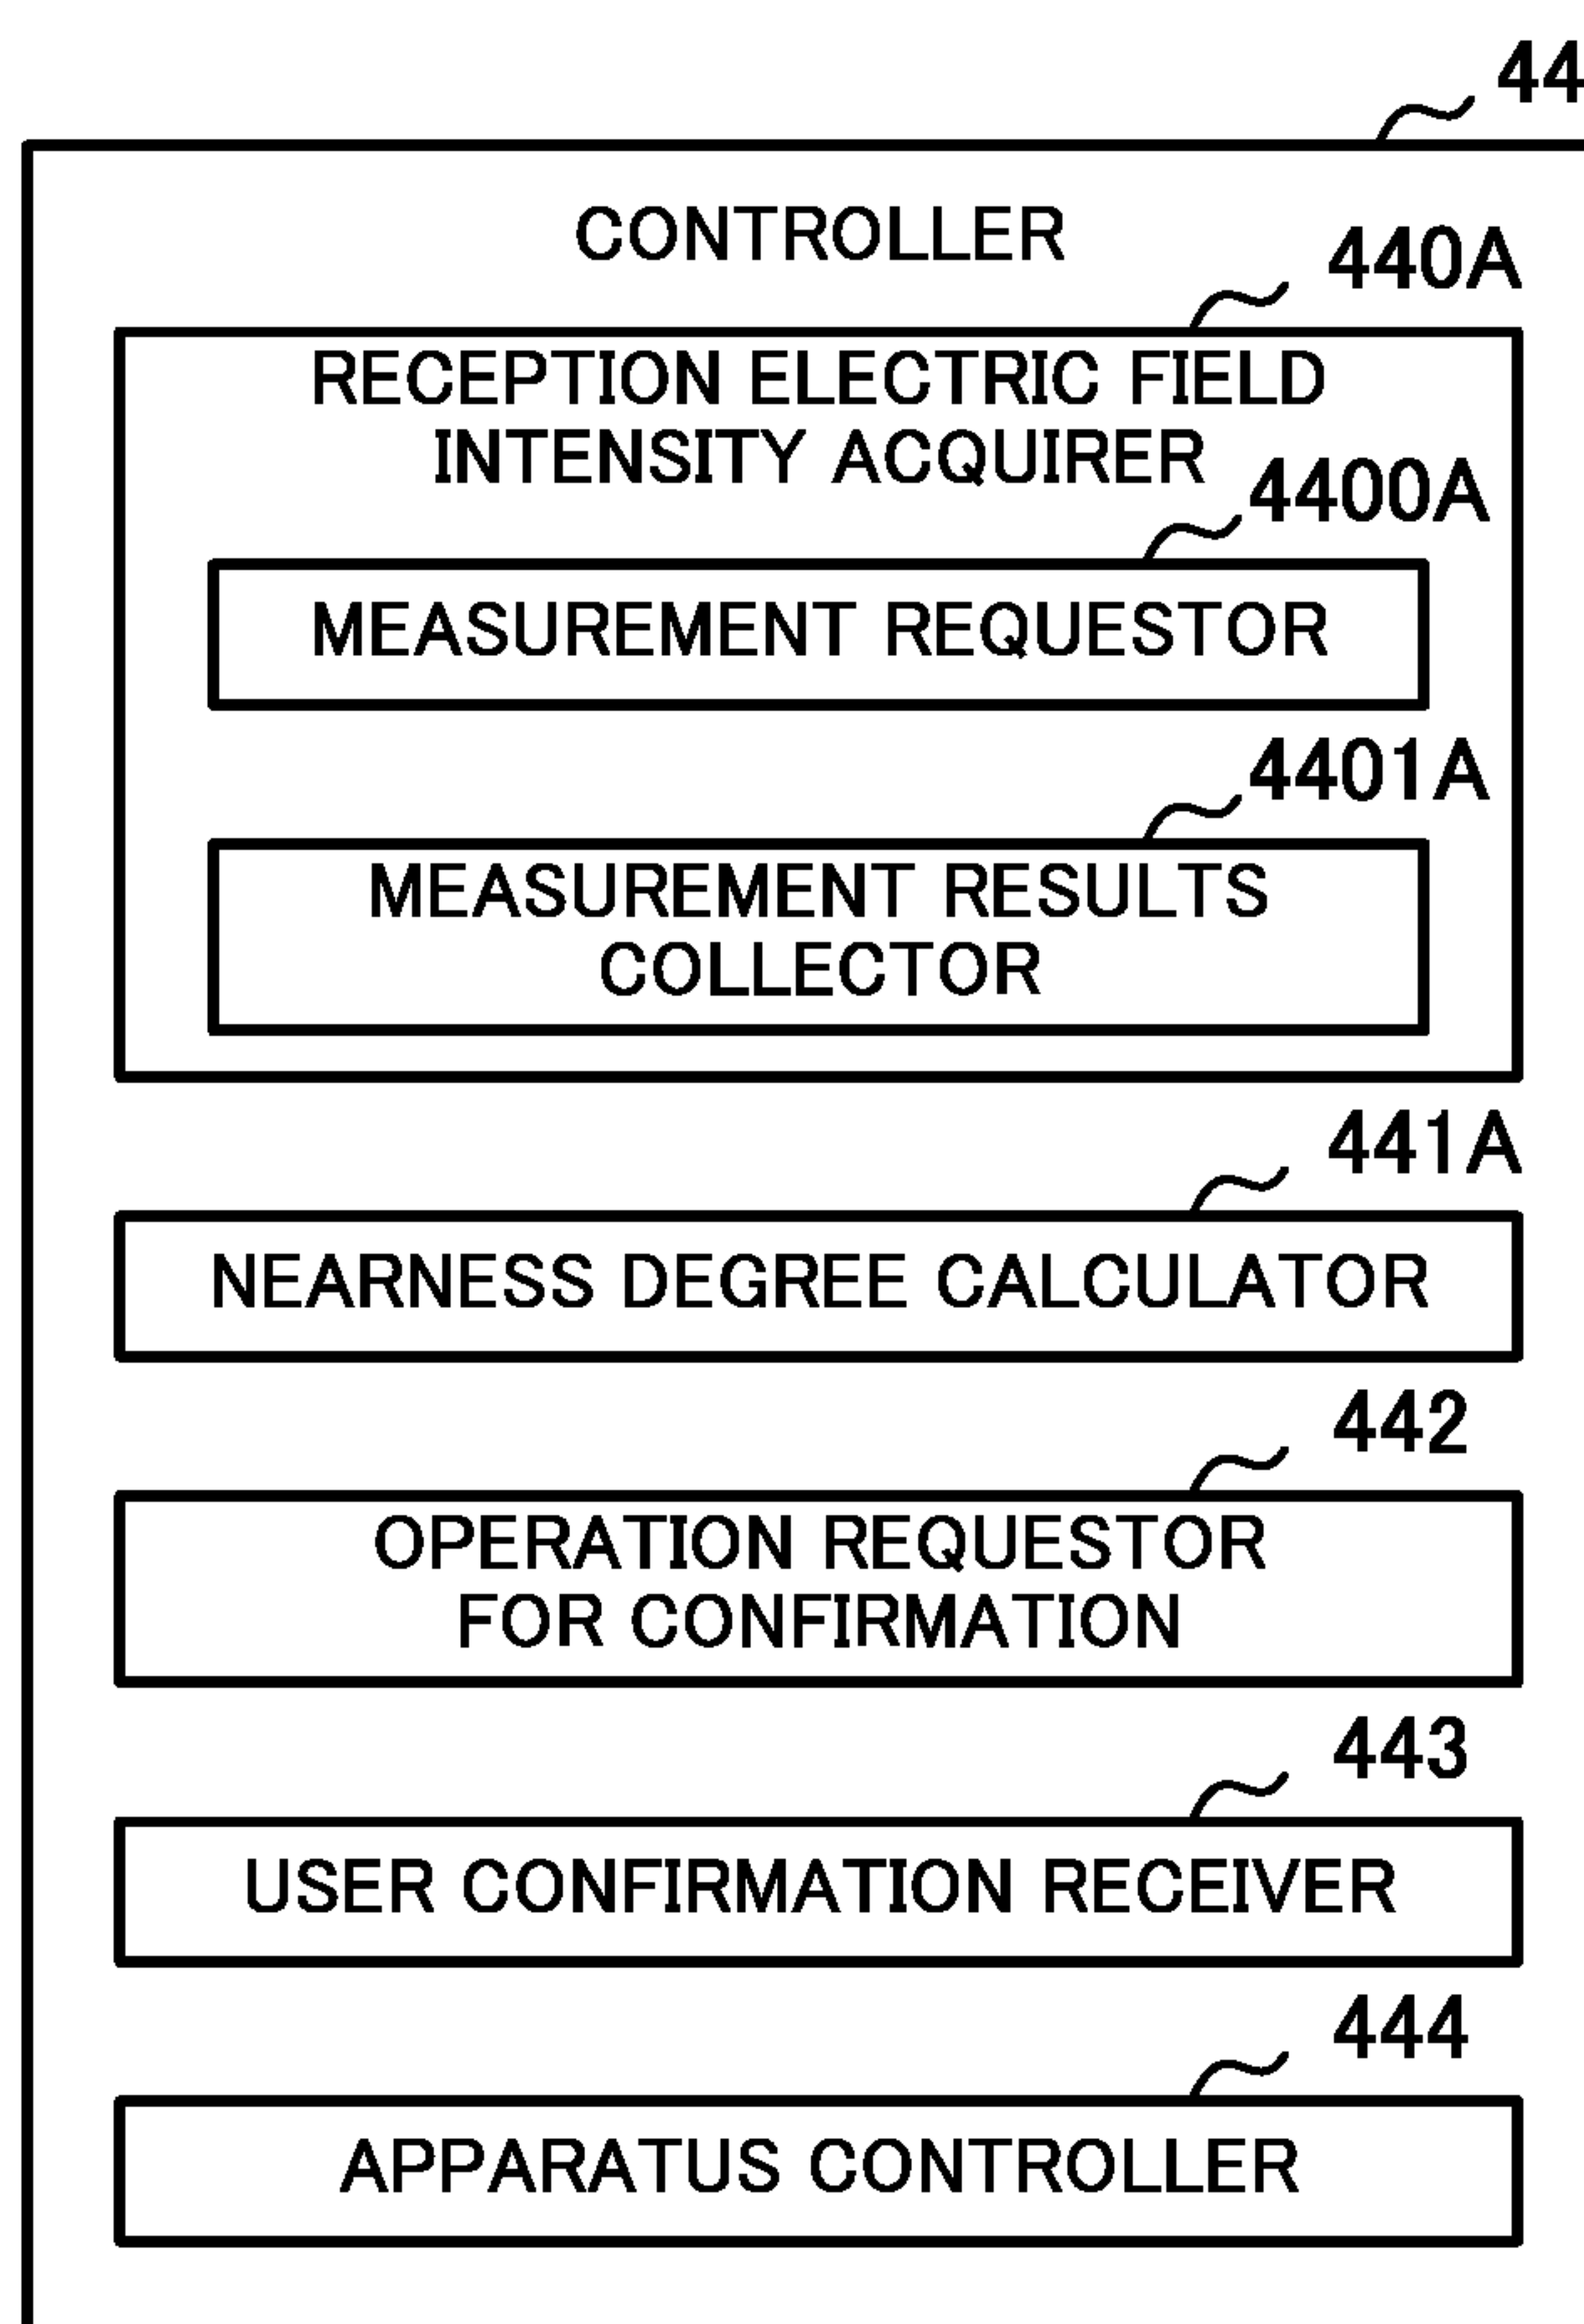 44
CONTROLLER
440A
RECEPTION ELECTRIC FIELD
INTENSITY ACQUIRER
4400A
MEASUREMENT REQUESTOR
4401A
MEASUREMENT RESULTS
COLLECTOR
441A
NEARNESS DEGREE CALCULATOR
442
OPERATION REQUESTOR
FOR CONFIRMATION
443
USER CONFIRMATION RECEIVER
444
APPARATUS CONTROLLER